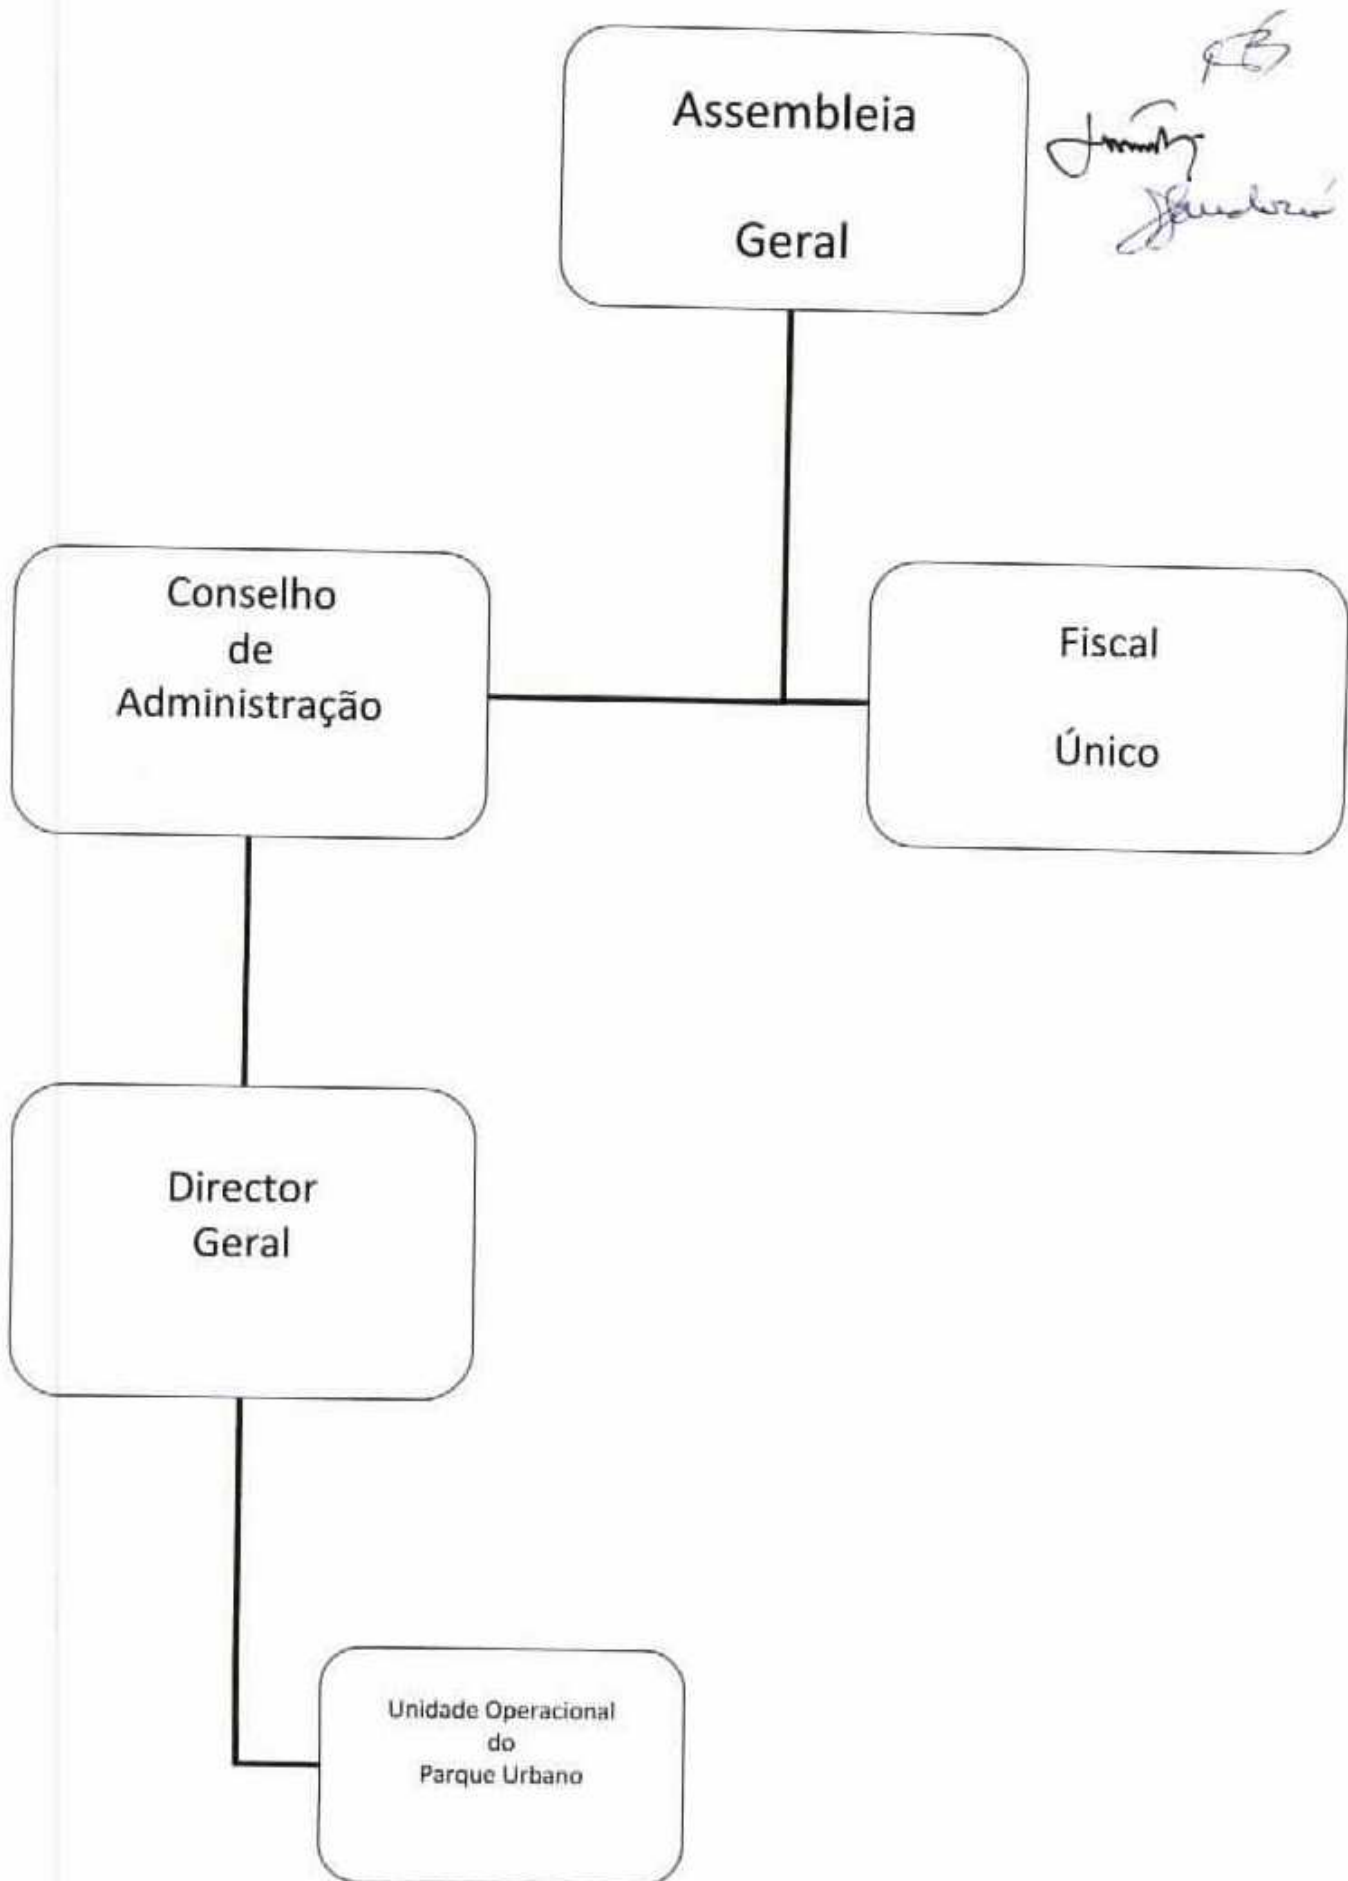 Assembleia
Geral
Conselho
de
Administração
Fiscal
Único
Director
Geral
Unidade Operacional
do
Parque Urbano